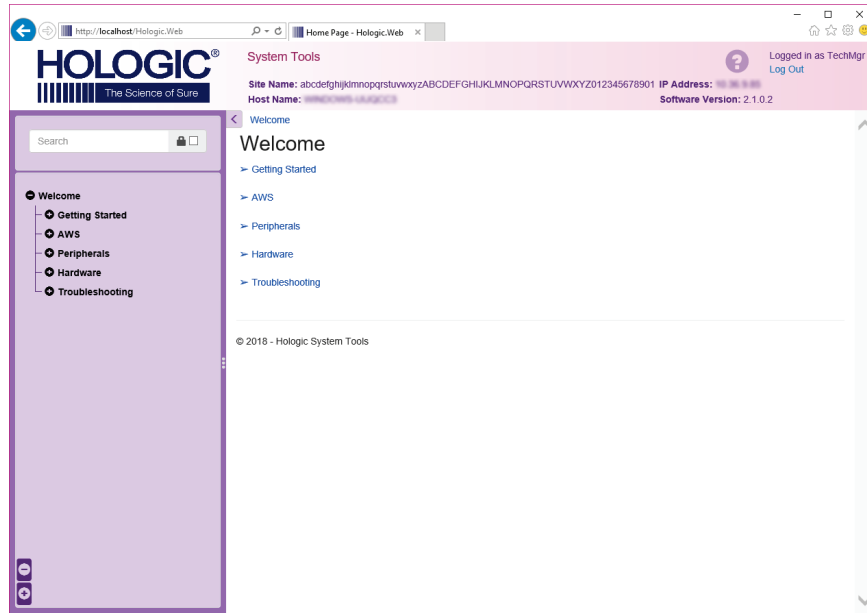 http://localhost/Hologic.Web
Home Page - Hologic.Web
HOLOGIC®
The Science of Sure
System Tools
Logged in as TechMgr
Log Out
Site Name: abcdefghijklmnopqrstuvwxyzABCDEFGHIJKLMNOPQRSTUVWXYZ012345678901 IP Address:
Host Name:
Software Version: 2.1.0.2
Search
Welcome
Getting Started
AWS
Peripherals
Hardware
Troubleshooting
Welcome
Welcome
➢ Getting Started
➢ AWS
➢ Peripherals
➢ Hardware
➢ Troubleshooting
© 2018 - Hologic System Tools